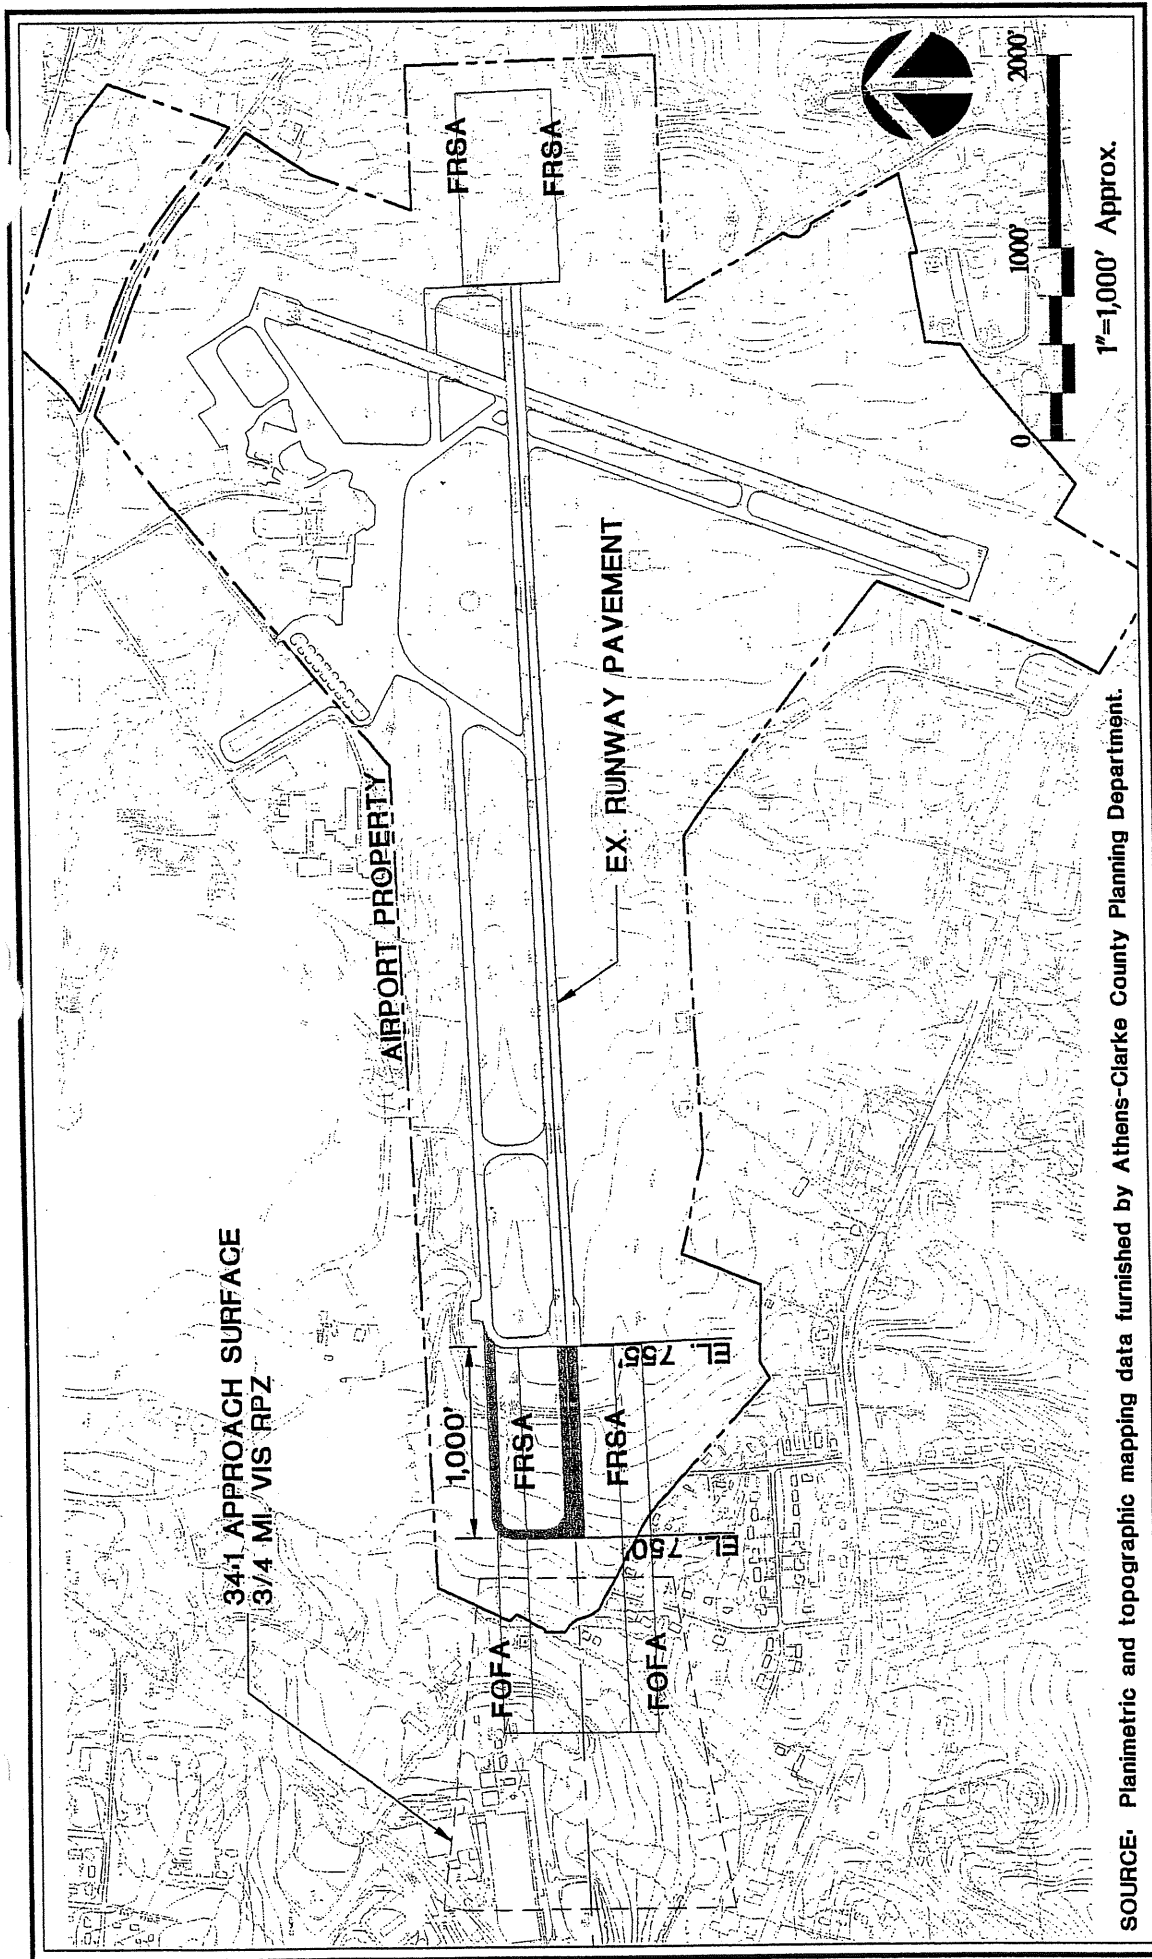 34:1 APPROACH SURFACE
3/4 MI. VIS RPZ
1,000'
FRSA
FRSA
FOFA
FOFA
EL. 750'
EL. 755'
AIRPORT PROPERTY
EX. RUNWAY PAVEMENT
FRSA
FRSA
0
1000'
2000'
1"=1,000' Approx.
SOURCE: Planimetric and topographic mapping data furnished by Athens-Clarke County Planning Department.